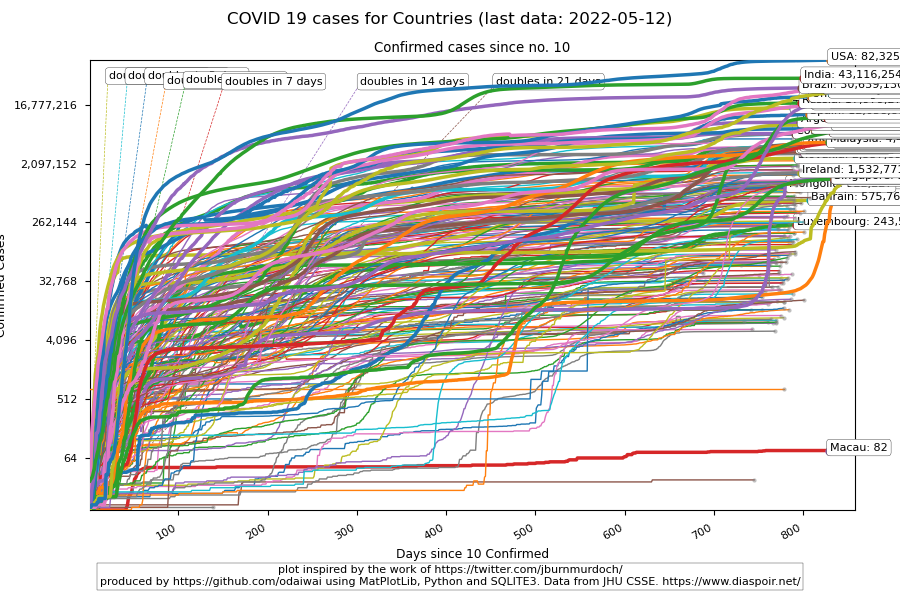 COVID 19 cases for Countries (last data: 2022-05-12)
Confirmed cases since no. 10
doubles in 7 days
doubles in 14 days
doubles in 21 days
USA: 82,325
India: 43,116,254
16,777,216
2,097,152
262,144
32,768
4,096
512
64
Ireland: 1,532,771
Bahrain: 575,76
Luxembourg: 243,5
Macau: 82
Confirmed Cases
100
200
300
400
500
600
700
800
Days since 10 Confirmed
plot inspired by the work of https://twitter.com/jburnmurdoch/
produced by https://github.com/odaiwai using MatPlotLib, Python and SQLITE3. Data from JHU CSSE. https://www.diaspoir.net/